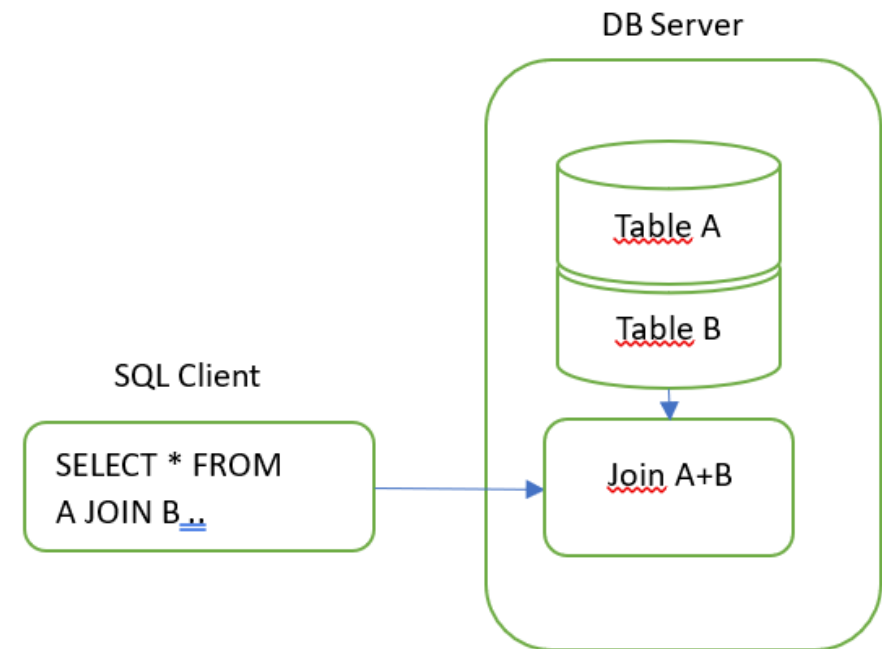 DB Server
Table A
Table B
SQL Client
SELECT * FROM
A JOIN B ..
Join A+B